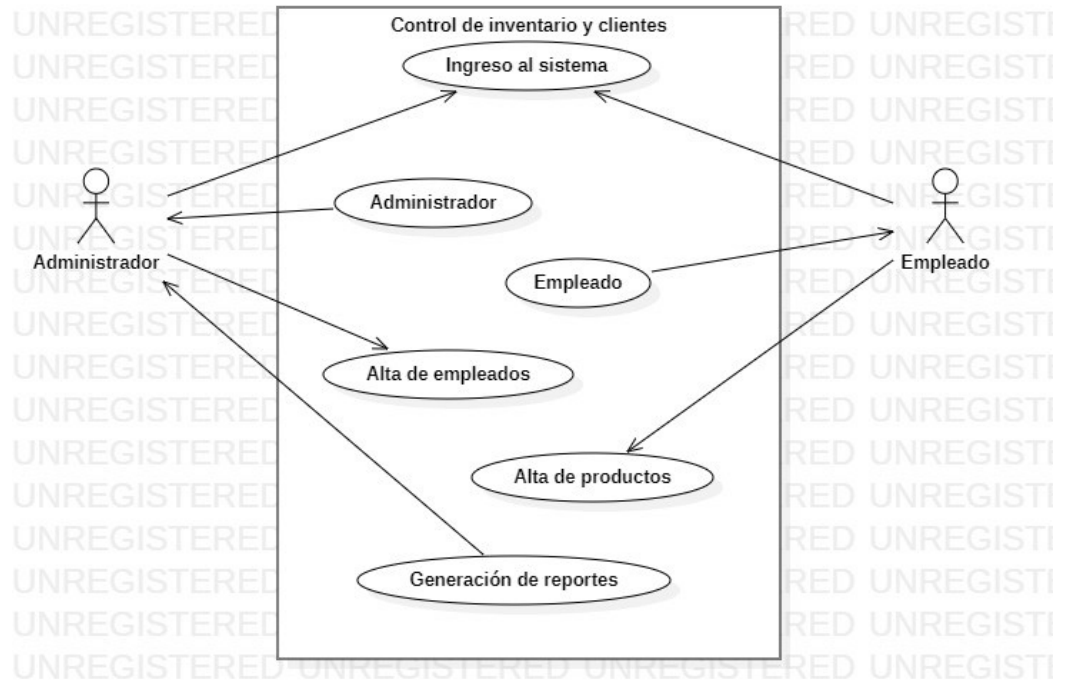 Control de inventario y clientes
Ingreso al sistema
Administrador
Administrador
Empleado
Empleado
Alta de empleados
Alta de productos
Generación de reportes
UNREGISTERED